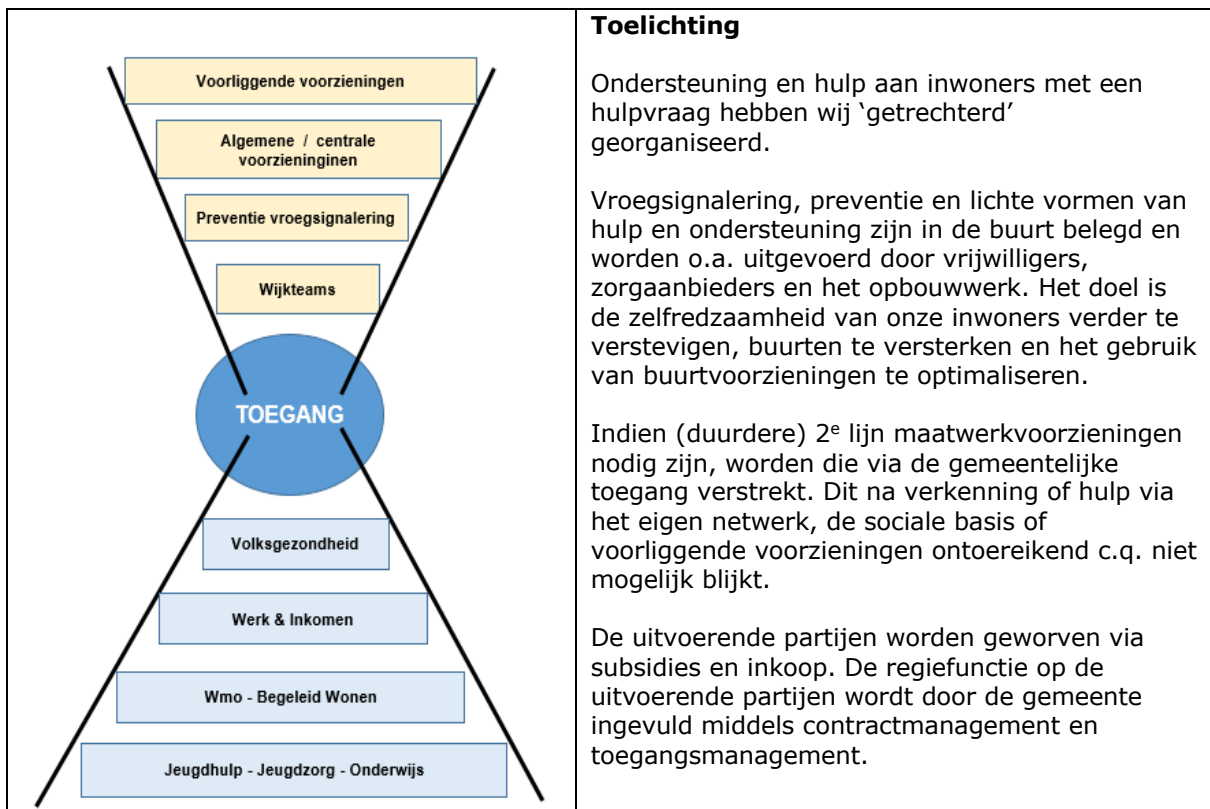 Voorliggende voorzieningen
Algemene / centrale
voorzieninginen
Preventie vroegsignalering
Wijkteams
TOEGANG
Volksgezondheid
Werk & Inkomen
Wmo - Begeleid Wonen
Jeugdhulp - Jeugdzorg - Onderwijs
Toelichting
Ondersteuning en hulp aan inwoners met een
hulpvraag hebben wij ‘getrechterd’
georganiseerd.
Vroegsignalering, preventie en lichte vormen van
hulp en ondersteuning zijn in de buurt belegd en
worden o.a. uitgevoerd door vrijwilligers,
zorgaanbieders en het opbouwwerk. Het doel is
de zelfredzaamheid van onze inwoners verder te
verstevigen, buurten te versterken en het gebruik
van buurtvoorzieningen te optimaliseren.
Indien (duurdere) 2e lijn maatwerkvoorzieningen
nodig zijn, worden die via de gemeentelijke
toegang verstrekt. Dit na verkenning of hulp via
het eigen netwerk, de sociale basis of
voorliggende voorzieningen ontoereikend c.q. niet
mogelijk blijkt.
De uitvoerende partijen worden geworven via
subsidies en inkoop. De regiefunctie op de
uitvoerende partijen wordt door de gemeente
ingevuld middels contractmanagement en
toegangsmanagement.